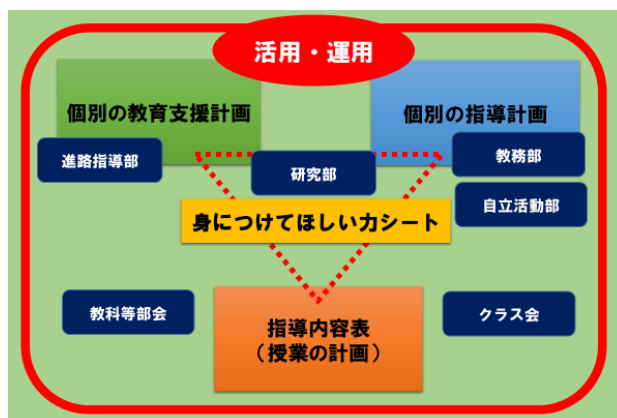 活用・運用
個別の教育支援計画
個別の指導計画
進路指導部
研究部
教務部
自立活動部
身につけてほしい力シート
教科等部会
クラス会
指導内容表
（授業の計画）